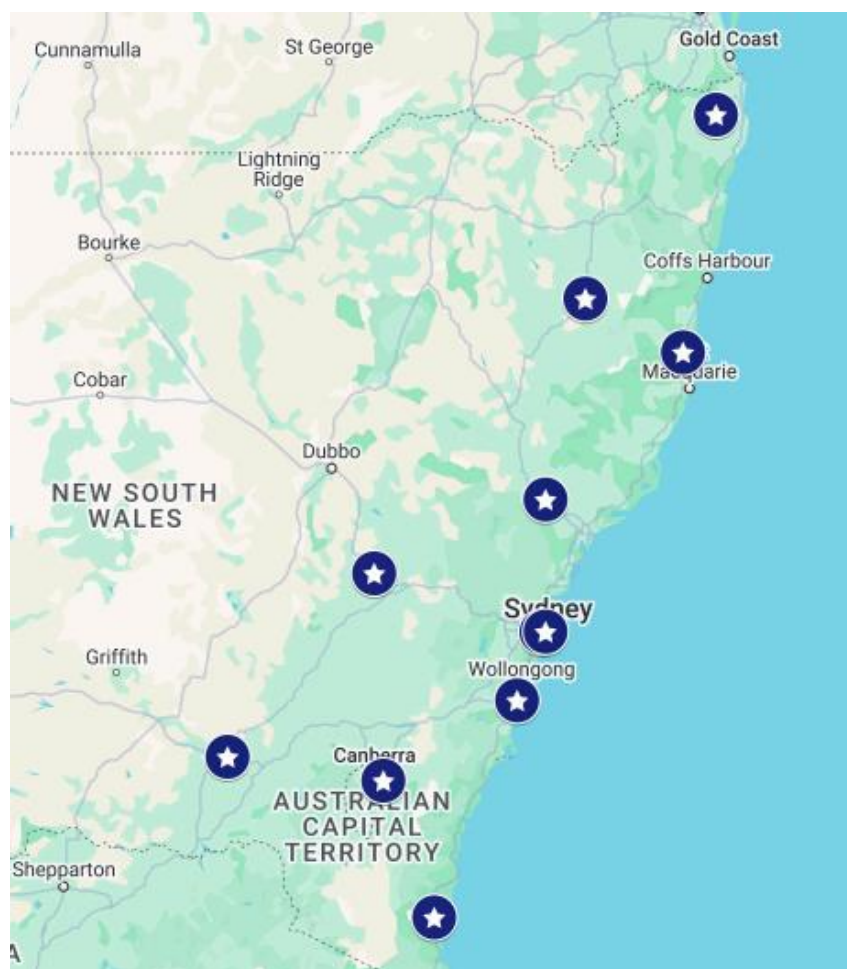 Gold Coast
St George
Cunnamulla
Lightning
Ridge
Bourke
Coffs Harbour
Cobar
Macquarie
Dubbo
NEW SOUTH
WALES
Sydney
Griffith
Wollongong
Canberra
AUSTRALIAN
CAPITAL
TERRITORY
Shepparton
A